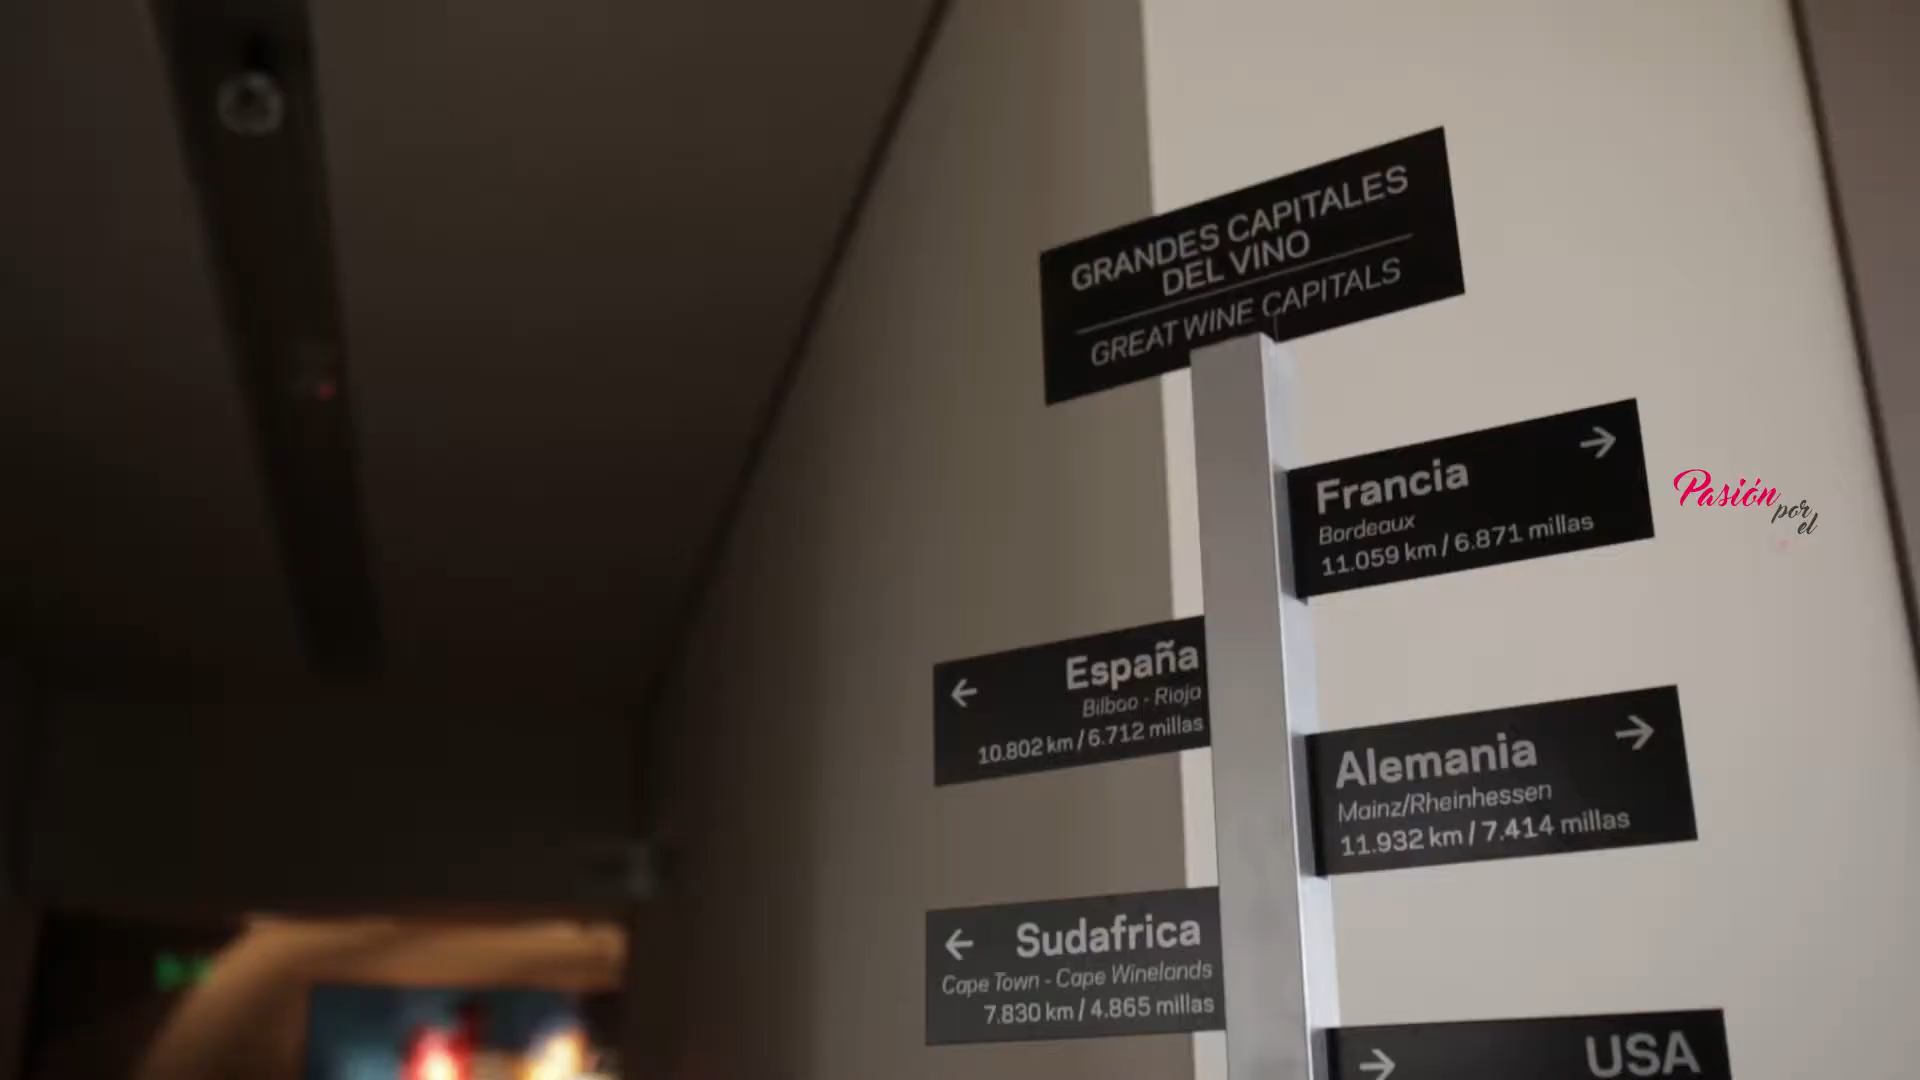 GRANDES CAPITALES
DEL VINO
GREAT WINE CAPITALS
Francia
Bordeaux
11.059 km / 6.871 millas
Pasión
por
el
España
Bilbao - Rioja
10.802 km / 6.712 millas
Alemania
Mainz/Rheinhessen
11.932 km / 7.414 millas
Sudafrica
Cape Town - Cape Winelands
7.830 km / 4.865 millas
USA